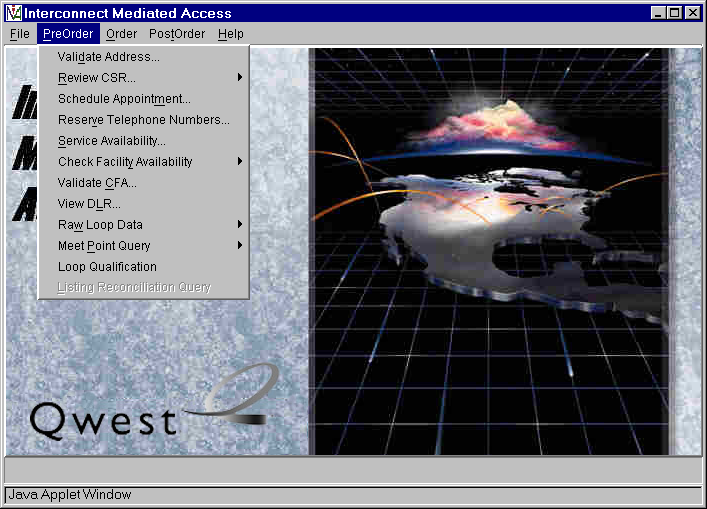 Interconnect Mediated Access
File PreOrder Order PostOrder Help
Validate Address...
Review CSR...
Schedule Appointment...
Reserve Telephone Numbers...
Service Availability...
Check Facility Availability
Validate CFA...
View DLR...
Raw Loop Data
Meet Point Query
Loop Qualification
Listing Reconciliation Query
Qwest
Java Applet Window